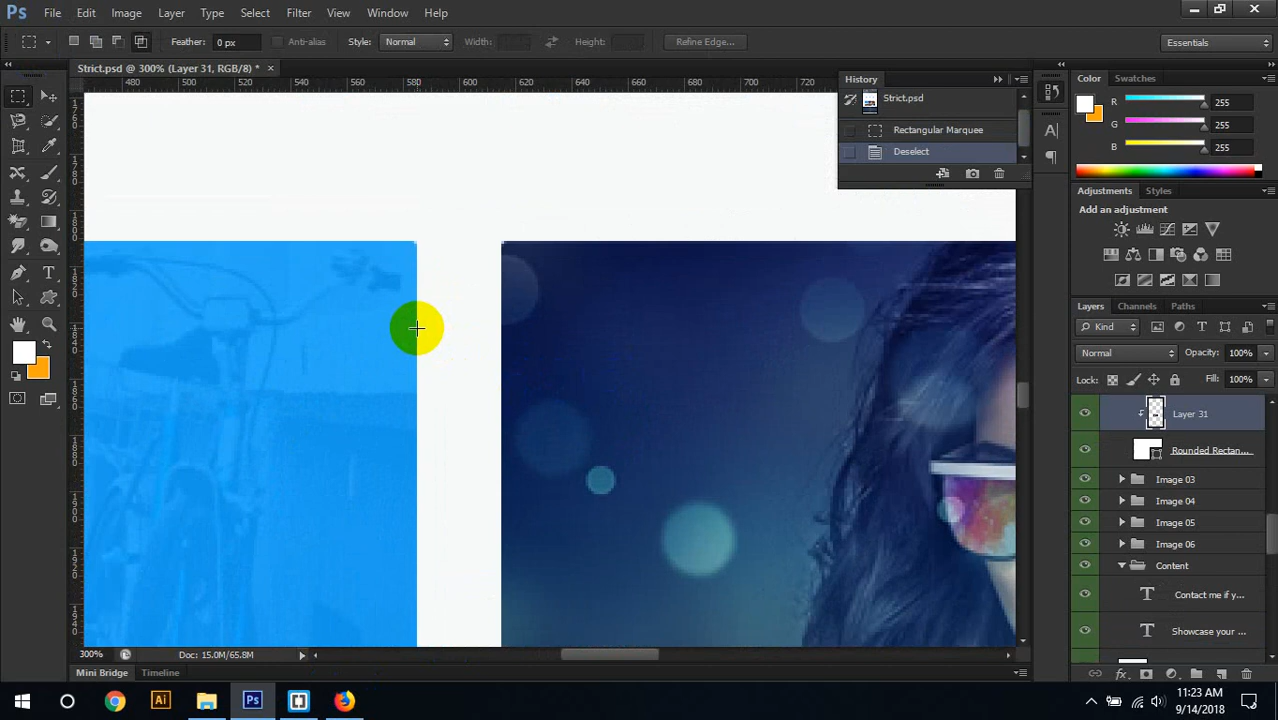 Ps File Edit Image Layer Type Select Filter View Window Help
Feather: 0 px Anti-alias Style: Normal Width: Height: Refine Edge... Essentials
Strict.psd @ 300% (Layer 31, RGB/8) * ×
480 500 520 540 560 580 600 620 640 660 680 700 720
History
Strict.psd
Rectangular Marquee
Deselect
Color Swatches
R 255
G 255
B 255
Adjustments Styles
Add an adjustment
Layers Channels Paths
Kind
Normal Opacity: 100%
Lock: Fill: 100%
Layer 31
Rounded Rectan...
Image 03
Image 04
Image 05
Image 06
Content
Contact me if y...
Showcase your ...
300% Doc: 15.0M/65.8M
Mini Bridge Timeline
Ai Ps
11:23 AM
9/14/2018